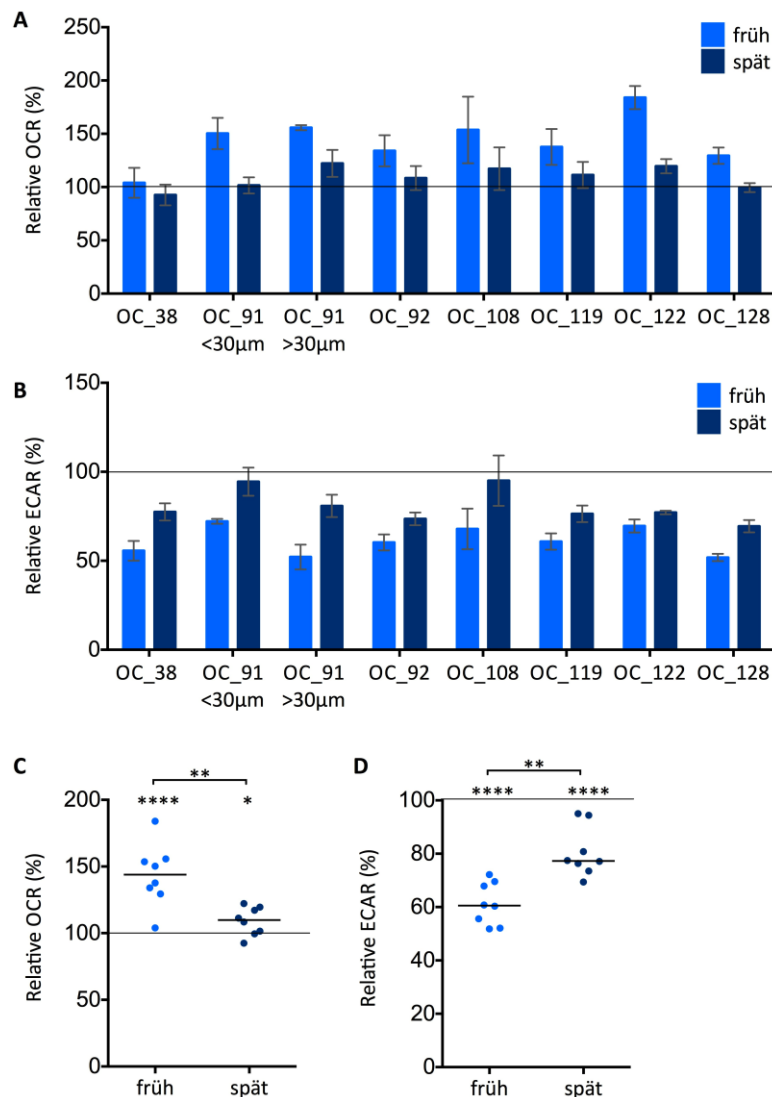 A
250
200
150
100
50
0
Relative OCR (%)
früh
spät
OC_38 OC_91 OC_91 OC_92 OC_108 OC_119 OC_122 OC_128
<30µm >30µm
B
150
100
50
0
Relative ECAR (%)
früh
spät
OC_38 OC_91 OC_91 OC_92 OC_108 OC_119 OC_122 OC_128
<30µm >30µm
C
**
**** *
200
150
100
50
0
Relative OCR (%)
früh spät
D
**
**** ****
100
80
60
40
20
0
Relative ECAR (%)
früh spät